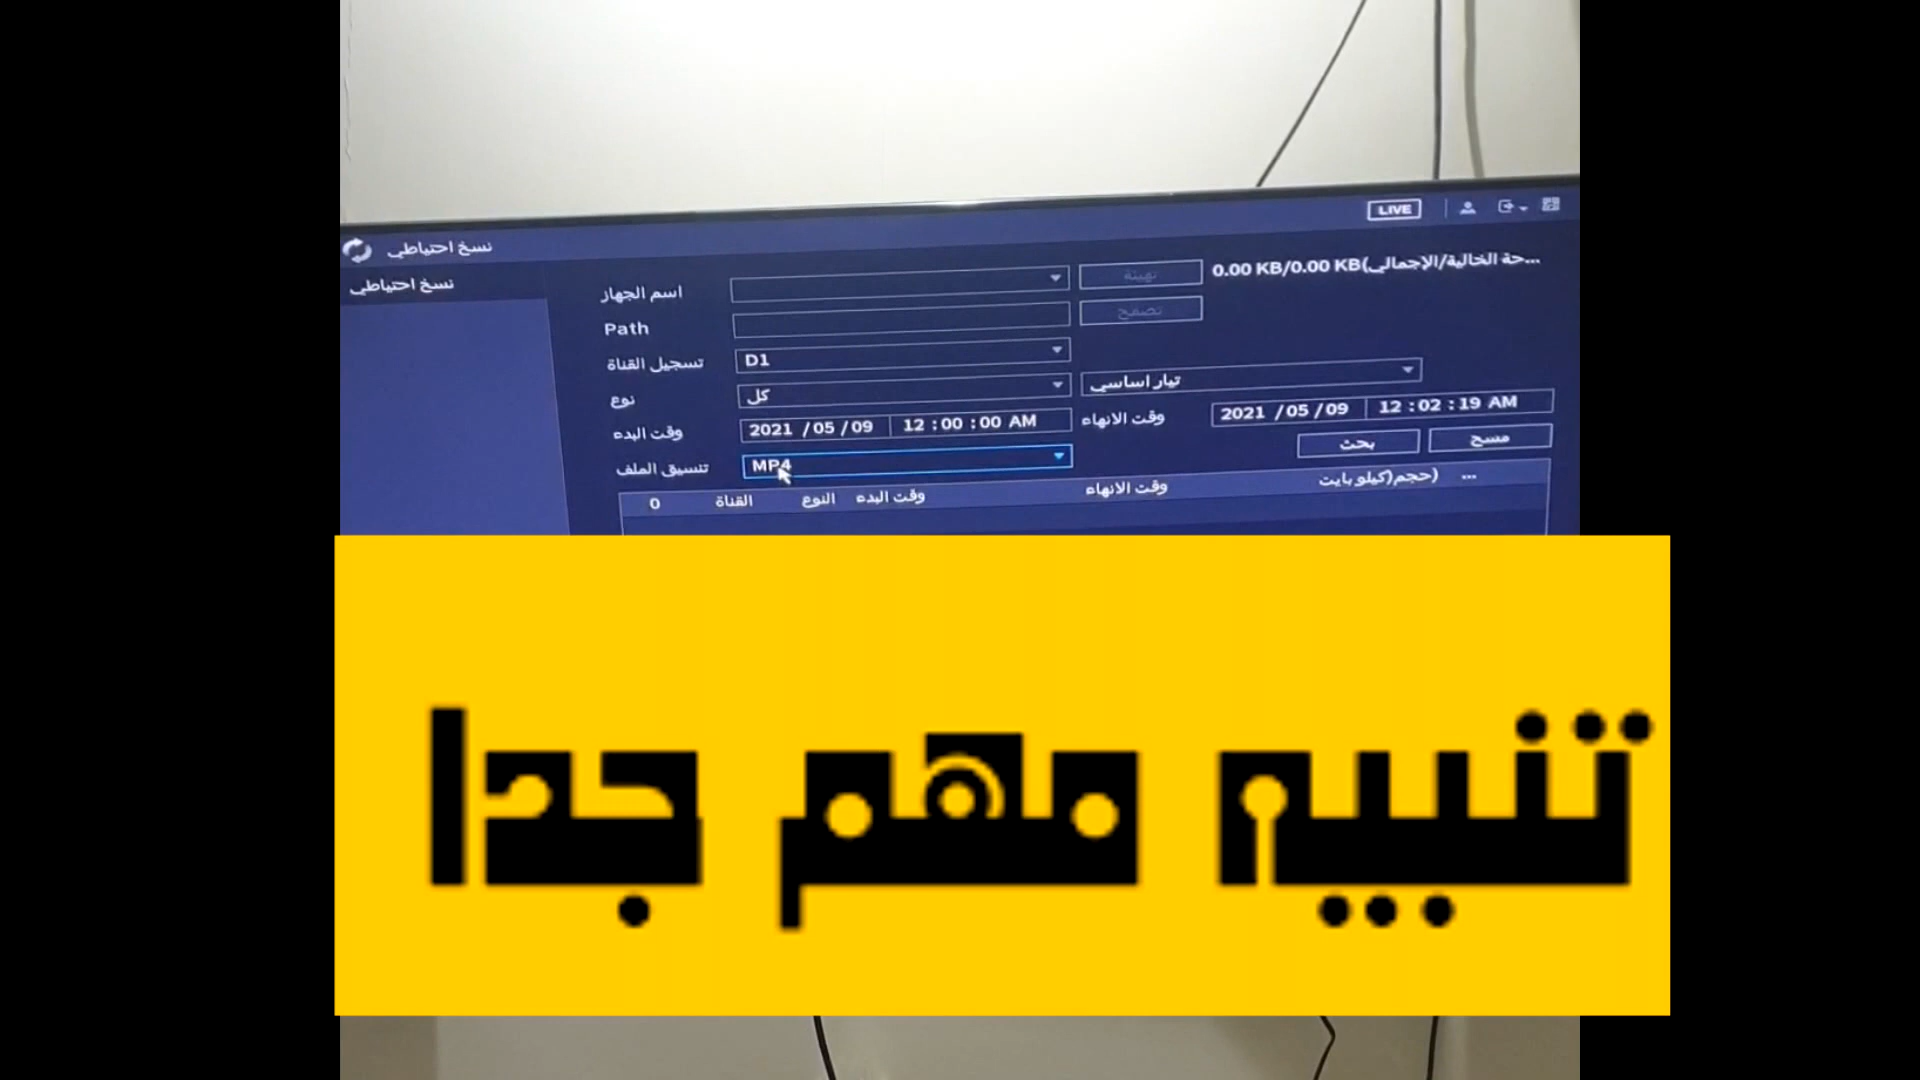 LIVE
نسخ احتياطي
نسخ احتياطي
اسم الجهاز
تهيئة
...حة الخالية/الإجمالي)0.00 KB/0.00 KB
Path
تصفح
تسجيل القناة D1
نوع كل
تيار اساسي
وقت البدء 2021 /05 /09 12 :00 :00 AM
وقت الانهاء 2021 /05 /09 12 :02 :19 AM
بحث مسح
تنسيق الملف MP4
0 القناة النوع وقت البدء وقت الانهاء (حجم(كيلو بايت ...
تنبيه مهم جدا